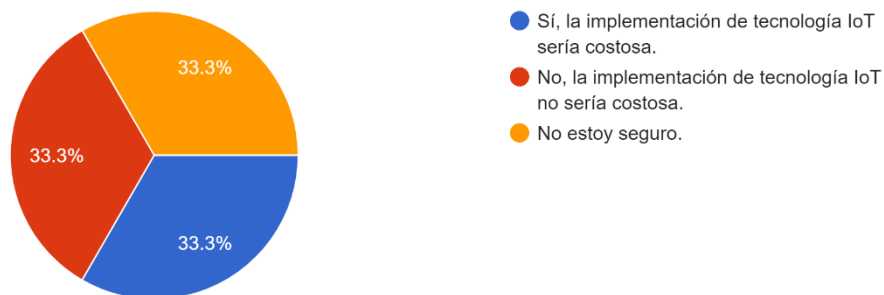 33.3%
33.3%
33.3%
Sí, la implementación de tecnología IoT
sería costosa.
No, la implementación de tecnología IoT
no sería costosa.
No estoy seguro.